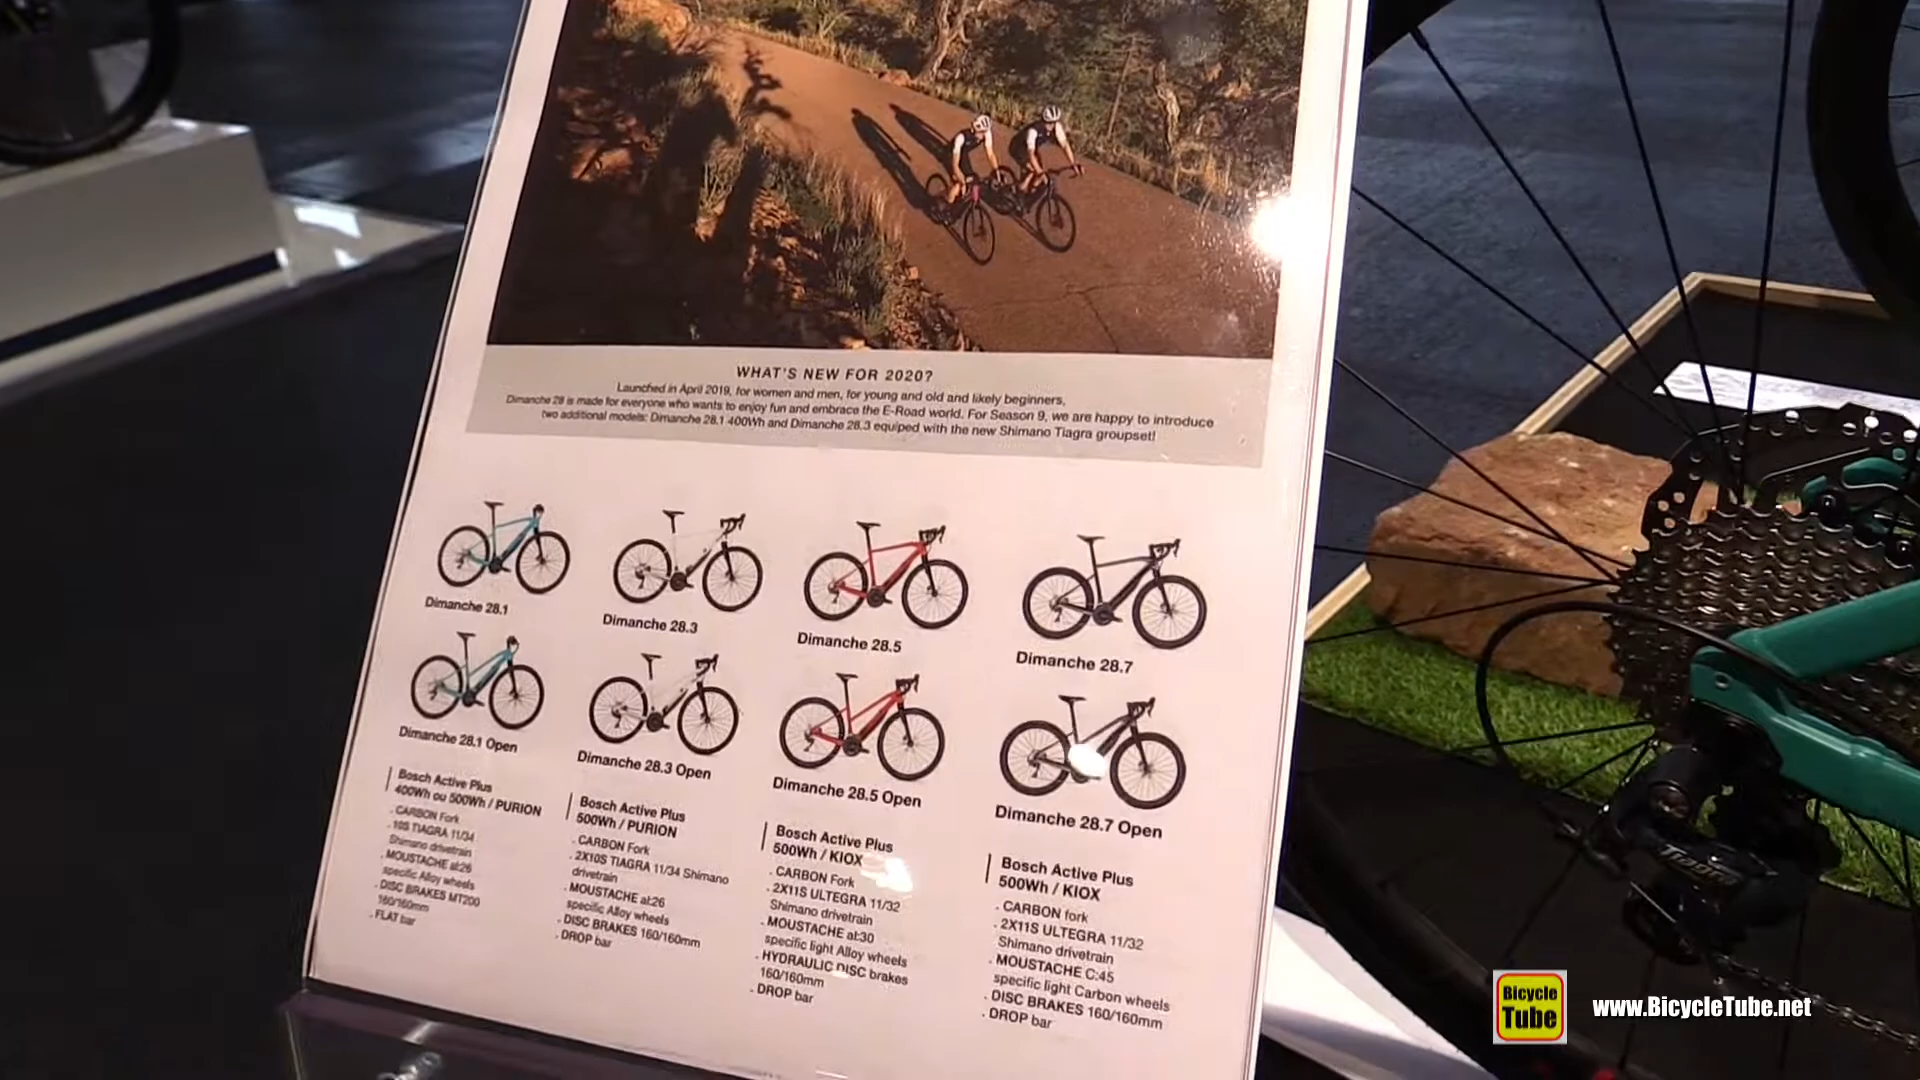 WHAT'S NEW FOR 2020?
Launched in April 2019, for women and men, for young and old and likely beginners,
Dimanche 28 is made for everyone who wants to enjoy fun and embrace the E-Road world. For Season 9, we are happy to introduce
two additional models: Dimanche 28.1 400Wh and Dimanche 28.3 equiped with the new Shimano Tiagra groupset!
Dimanche 28.1
Dimanche 28.3
Dimanche 28.5
Dimanche 28.7
Dimanche 28.1 Open
Dimanche 28.3 Open
Dimanche 28.5 Open
Dimanche 28.7 Open
Bosch Active Plus
400Wh ou 500Wh / PURION
. CARBON Fork
. 10S TIAGRA 11/34
Shimano drivetrain
. MOUSTACHE al:26
specific Alloy wheels
. DISC BRAKES MT200
160/160mm
. FLAT bar
Bosch Active Plus
500Wh / PURION
. CARBON Fork
. 2X10S TIAGRA 11/34 Shimano
drivetrain
. MOUSTACHE al:26
specific Alloy wheels
. DISC BRAKES 160/160mm
. DROP bar
Bosch Active Plus
500Wh / KIOX
. CARBON Fork
. 2X11S ULTEGRA 11/32
Shimano drivetrain
. MOUSTACHE al:30
specific light Alloy wheels
. HYDRAULIC DISC brakes
160/160mm
. DROP bar
Bosch Active Plus
500Wh / KIOX
. CARBON fork
. 2X11S ULTEGRA 11/32
Shimano drivetrain
. MOUSTACHE C:45
specific light Carbon wheels
. DISC BRAKES 160/160mm
. DROP bar
Tiagra
Bicycle
Tube
www.BicycleTube.net